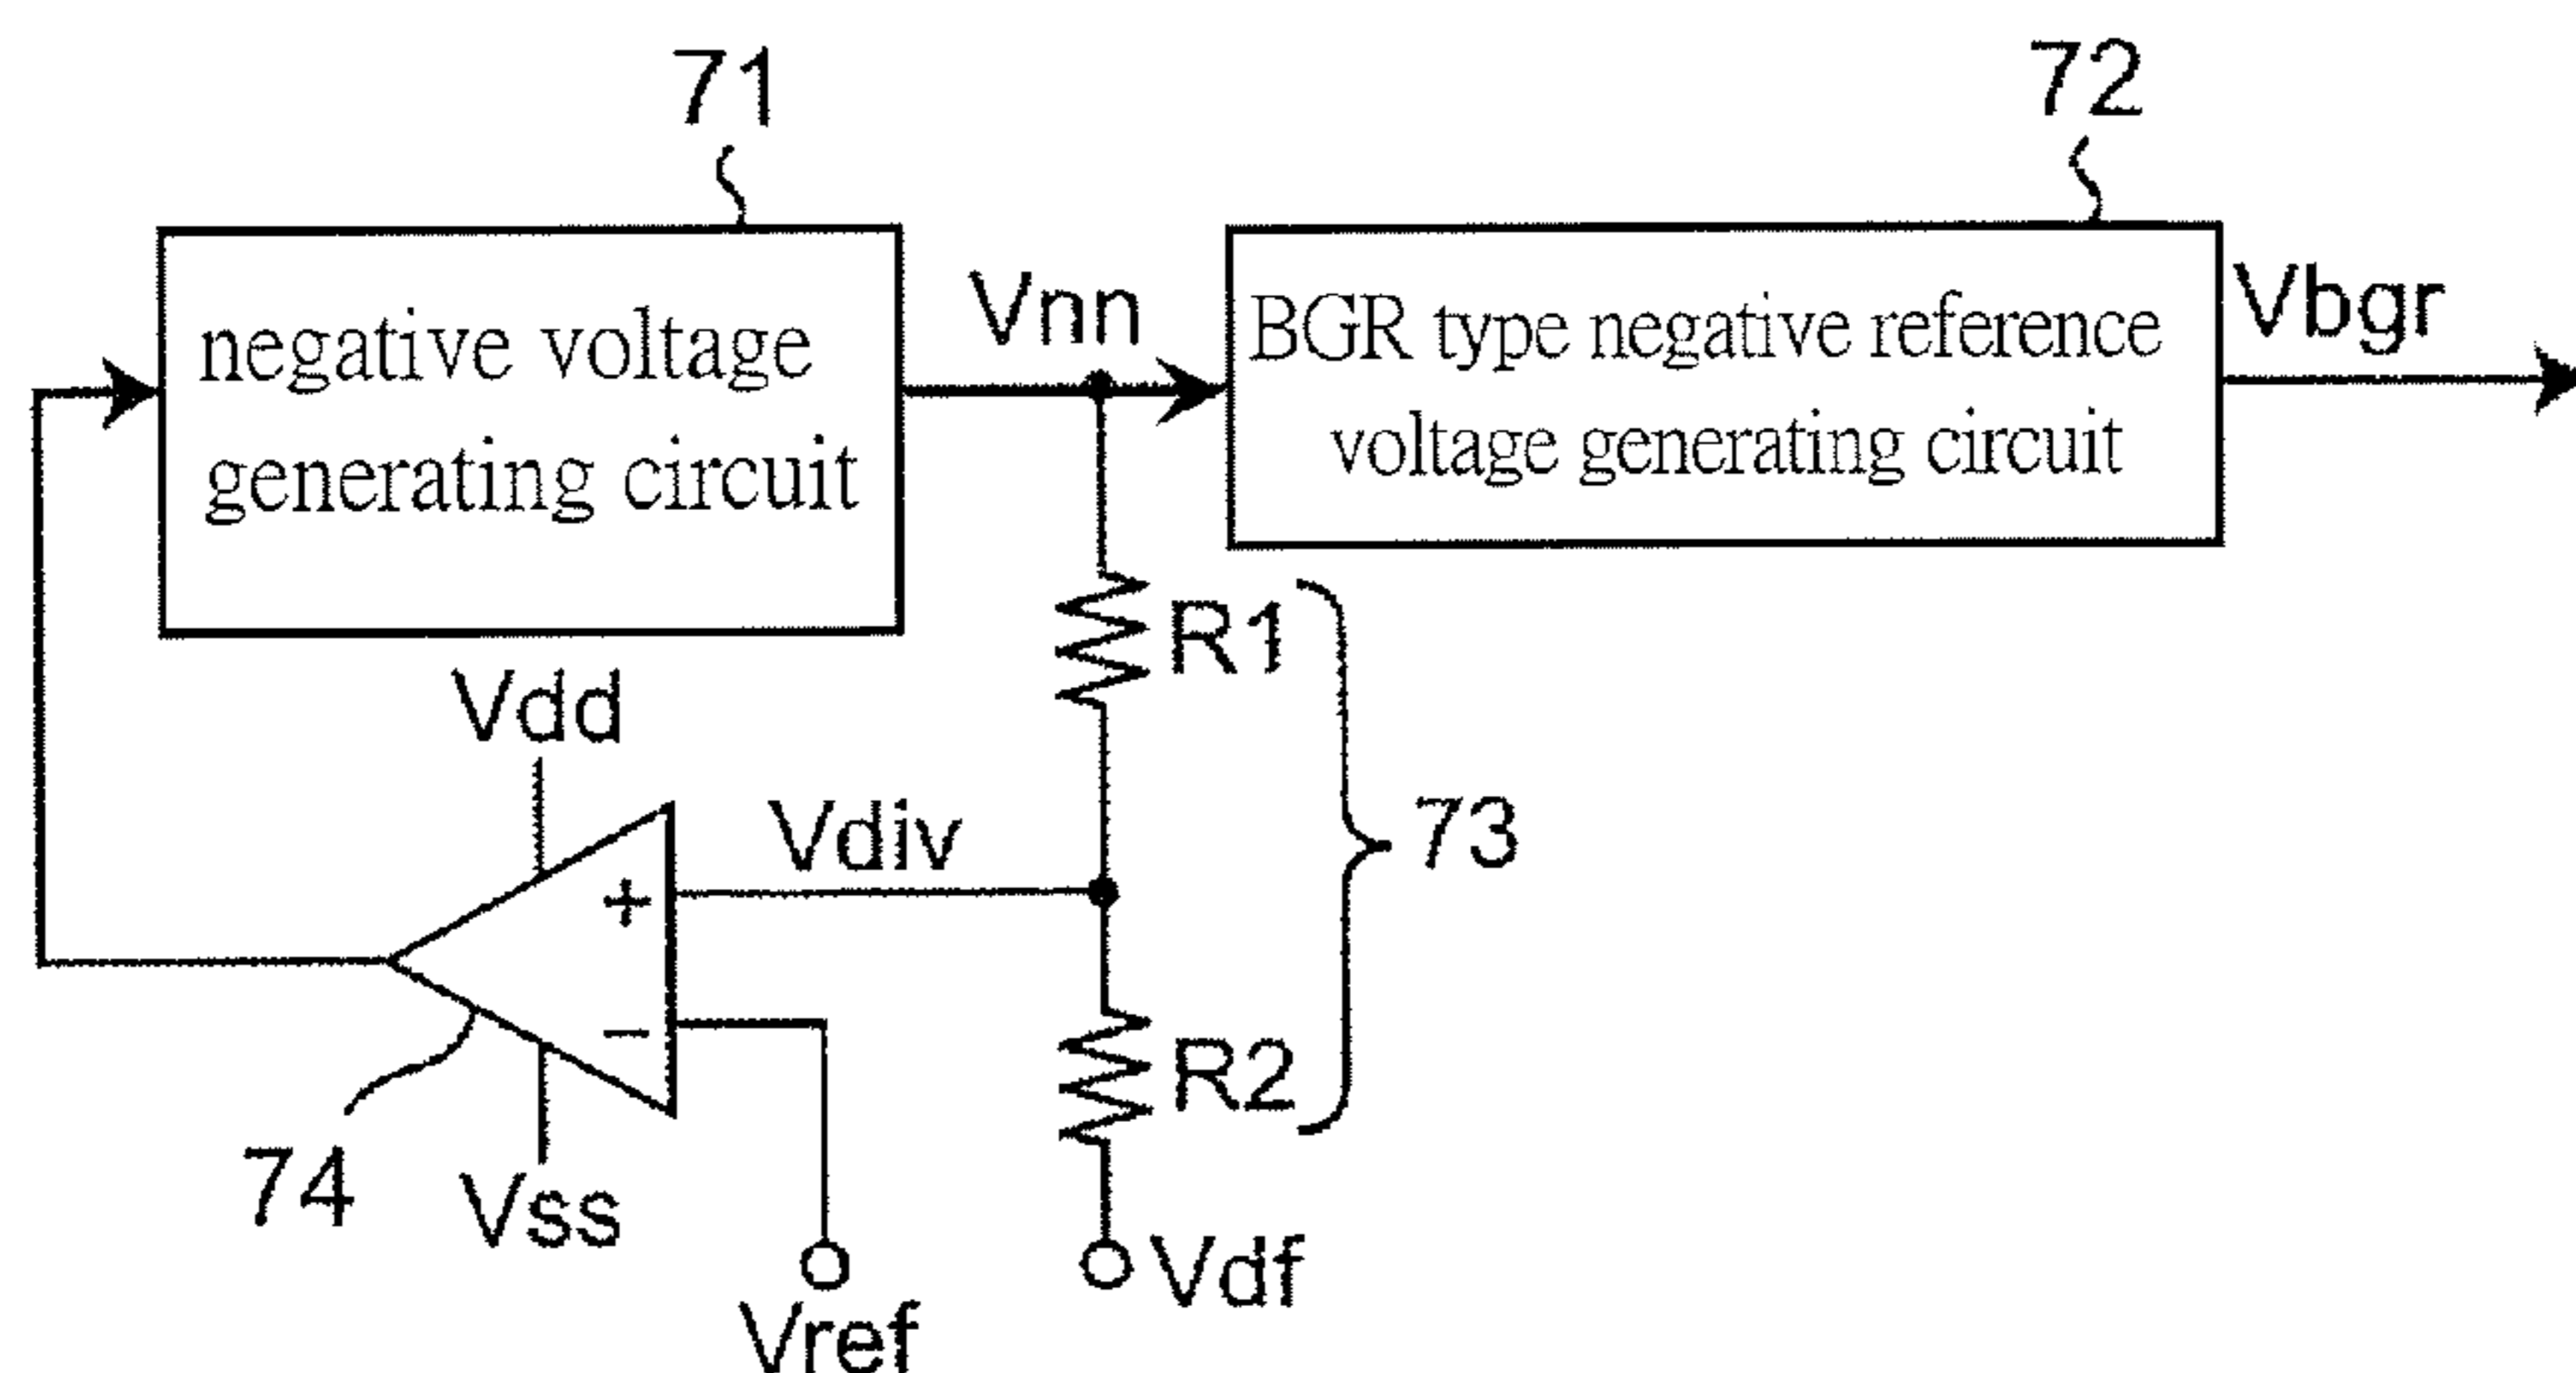 71
72
negative voltage
generating circuit
Vnn
BGR type negative reference
voltage generating circuit
Vbgr
R1
Vdd
73
Vdiv
+
−
R2
74
Vss
Vdf
Vref